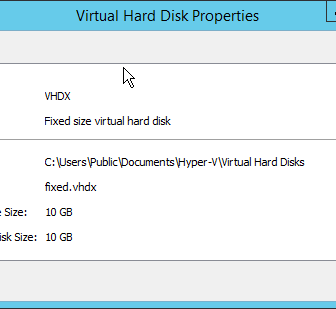 Virtual Hard Disk Properties
VHDX
Fixed size virtual hard disk
C:\Users\Public\Documents\Hyper-V\Virtual Hard Disks
fixed.vhdx
Size: 10 GB
Size: 10 GB